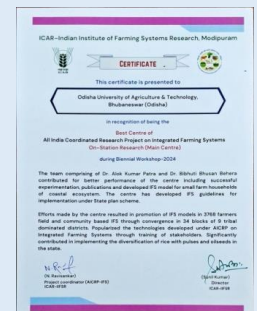 ICAR-Indian Institute of Farming Systems Research, Modipuram
CERTIFICATE
This certificate is presented to
Odisha University of Agriculture & Technology,
Bhubaneswar (Odisha)
in recognition of being the
Best Centre of
All India Coordinated Research Project on Integrated Farming Systems
On-Station Research (Main Centre)
during Biennial Workshop-2024
The team comprising of Dr. Alok Kumar Patra and Dr. Bibhuti Bhusan Behera
contributed for better performance of the centre including successful
experimentation, publications and developed IFS model for small farm households
of coastal ecosystem. The centre has developed IFS guidelines for
implementation under State plan scheme.
Efforts made by the centre resulted in promotion of IFS models in 3768 farmers
field and community based IFS through convergence in 34 blocks of 8 tribal
dominated districts. Popularized the technologies developed under AICRP on
Integrated Farming Systems through training of stakeholders. Significantly
contributed in implementing the diversification of rice with pulses and oilseeds in
the state.
(N. Ravisankar)
Project coordinator (AICRP-IFS)
ICAR-IIFSR
(Sunil Kumar)
Director
ICAR-IIFSR